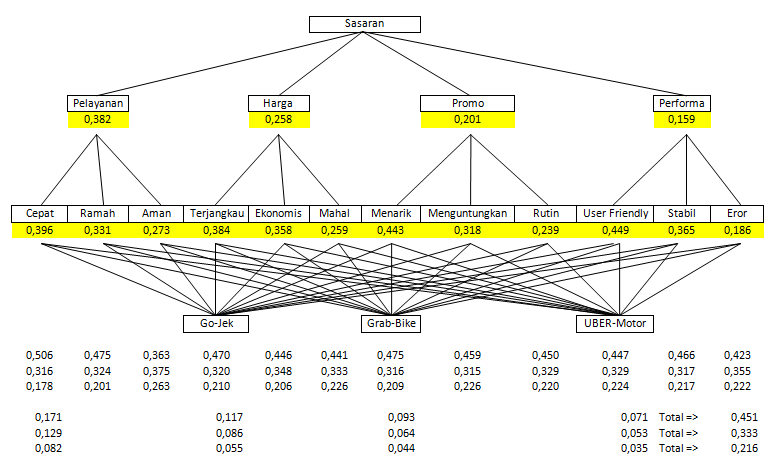 Sasaran
Pelayanan Harga Promo Performa
0,382 0,258 0,201 0,159
Cepat Ramah Aman Terjangkau Ekonomis Mahal Menarik Menguntungkan Rutin User Friendly Stabil Eror
0,396 0,331 0,273 0,384 0,358 0,259 0,443 0,318 0,239 0,449 0,365 0,186
Go-Jek Grab-Bike UBER-Motor
0,506 0,475 0,363 0,470 0,446 0,441 0,475 0,459 0,450 0,447 0,466 0,423
0,316 0,324 0,375 0,320 0,348 0,333 0,316 0,315 0,329 0,329 0,317 0,355
0,178 0,201 0,263 0,210 0,206 0,226 0,209 0,226 0,220 0,224 0,217 0,222
0,171 0,117 0,093 0,071 Total => 0,451
0,129 0,086 0,064 0,053 Total => 0,333
0,082 0,055 0,044 0,035 Total => 0,216